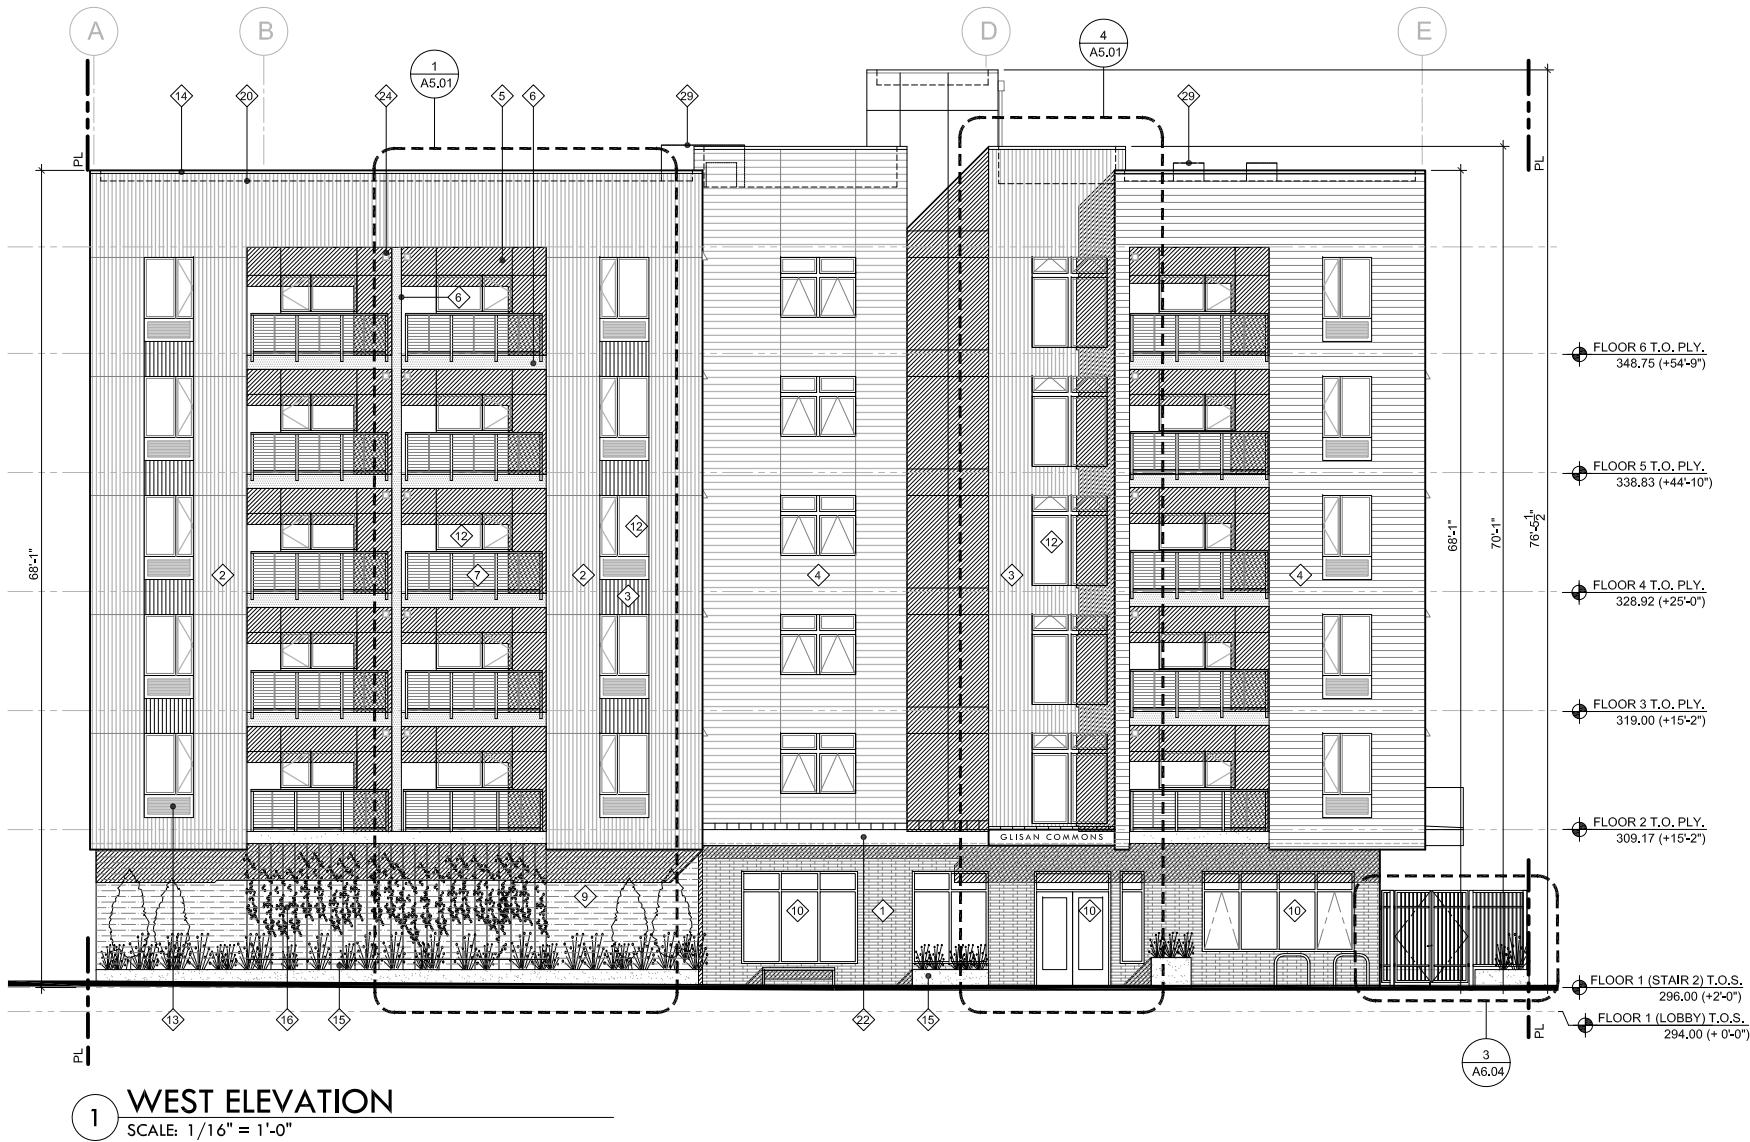 A
B
D
E
1
A5.01
4
A5.01
14
20
24
5
6
29
29
PL
PL
6
FLOOR 6 T.O. PLY.
348.75 (+54'-9")
FLOOR 5 T.O. PLY.
338.83 (+44'-10")
12
12
12
68'-1"
2
7
2
3
4
3
4
68'-1"
70'-1"
76'-5 1/2"
FLOOR 4 T.O. PLY.
328.92 (+25'-0")
FLOOR 3 T.O. PLY.
319.00 (+15'-2")
FLOOR 2 T.O. PLY.
309.17 (+15'-2")
GLISAN COMMONS
9
10
1
10
10
FLOOR 1 (STAIR 2) T.O.S.
296.00 (+2'-0")
FLOOR 1 (LOBBY) T.O.S.
294.00 (+ 0'-0")
13
16
15
22
15
PL
PL
3
A6.04
1
WEST ELEVATION
SCALE: 1/16" = 1'-0"